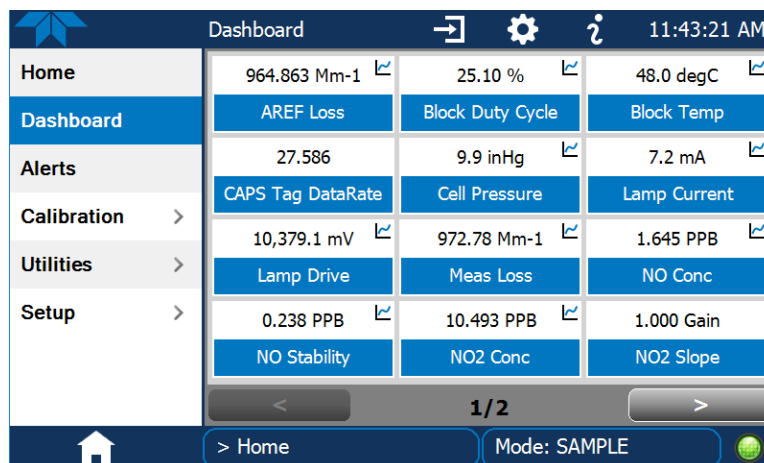 Dashboard 11:43:21 AM
Home
Dashboard
Alerts
Calibration >
Utilities >
Setup >
964.863 Mm-1 25.10 % 48.0 degC
AREF Loss Block Duty Cycle Block Temp
27.586 9.9 inHg 7.2 mA
CAPS Tag DataRate Cell Pressure Lamp Current
10,379.1 mV 972.78 Mm-1 1.645 PPB
Lamp Drive Meas Loss NO Conc
0.238 PPB 10.493 PPB 1.000 Gain
NO Stability NO2 Conc NO2 Slope
< 1/2 >
> Home Mode: SAMPLE